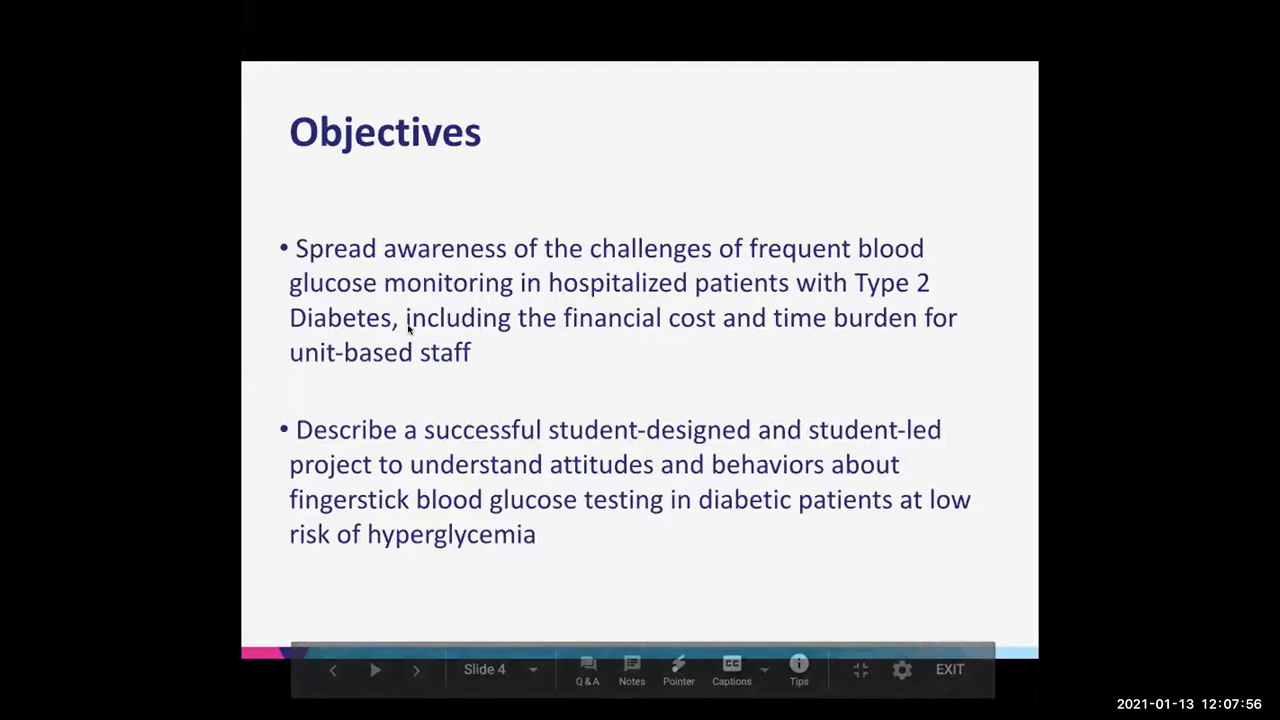 Objectives
• Spread awareness of the challenges of frequent blood
glucose monitoring in hospitalized patients with Type 2
Diabetes, including the financial cost and time burden for
unit-based staff
• Describe a successful student-designed and student-led
project to understand attitudes and behaviors about
fingerstick blood glucose testing in diabetic patients at low
risk of hyperglycemia
Slide 4
Q & A Notes Pointer Captions Tips EXIT
2021-01-13 12:07:56